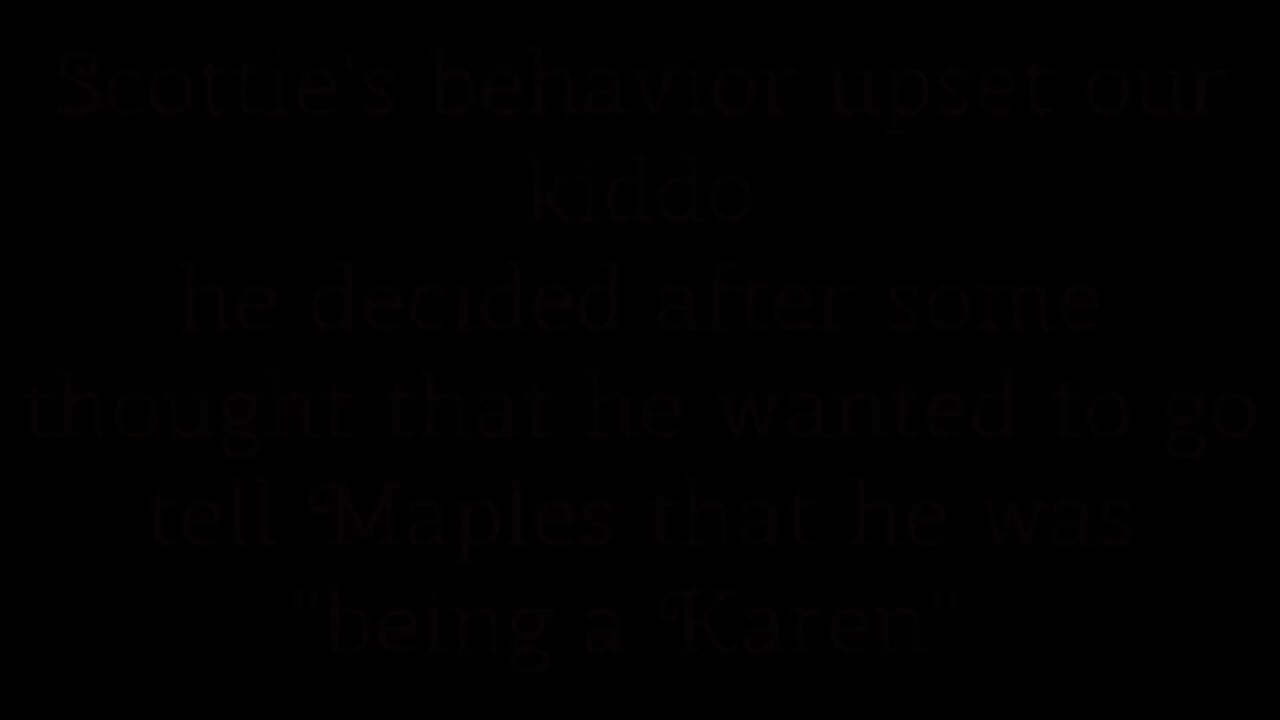 Scottie's behavior upset our
kiddo
he decided after some
thought that he wanted to go
tell Maples that he was
"being a Karen"